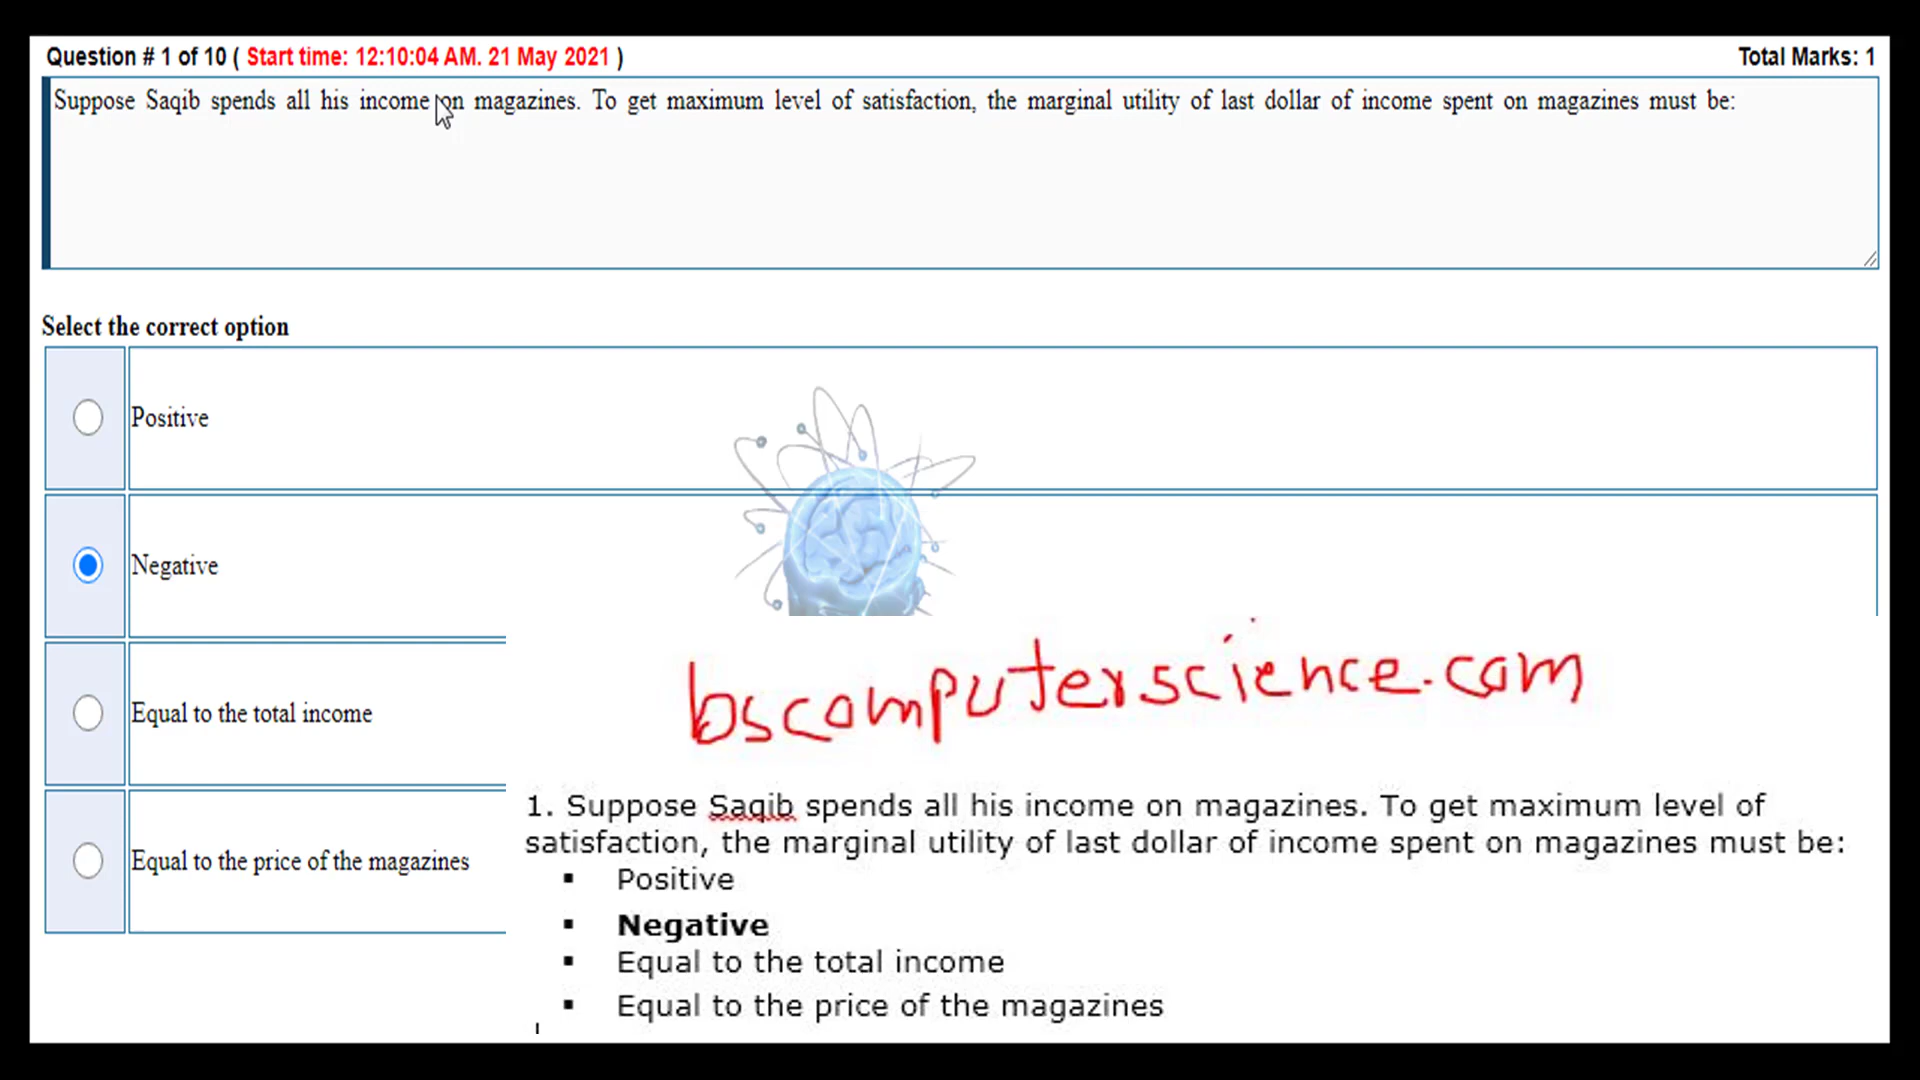 Question # 1 of 10 ( Start time: 12:10:04 AM. 21 May 2021 )
Total Marks: 1
Suppose Saqib spends all his income on magazines. To get maximum level of satisfaction, the marginal utility of last dollar of income spent on magazines must be:
Select the correct option
Positive
Negative
Equal to the total income
Equal to the price of the magazines
bscomputerscience.com
1. Suppose Saqib spends all his income on magazines. To get maximum level of
satisfaction, the marginal utility of last dollar of income spent on magazines must be:
▪ Positive
▪ Negative
▪ Equal to the total income
▪ Equal to the price of the magazines